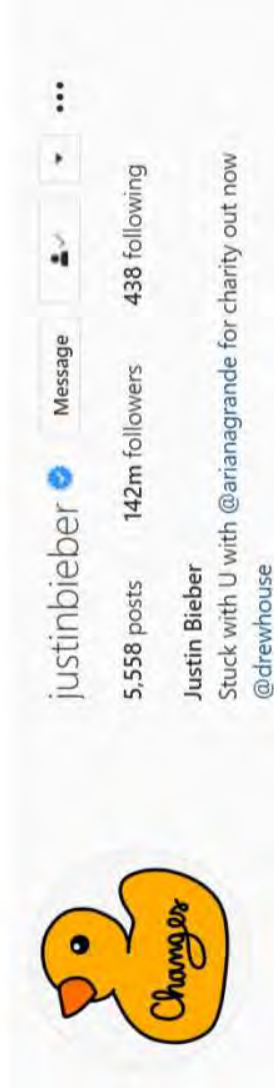 justinbieber Message
5,558 posts 142m followers 438 following
Justin Bieber
Stuck with U with @arianagrande for charity out now
@drewhouse
Changes